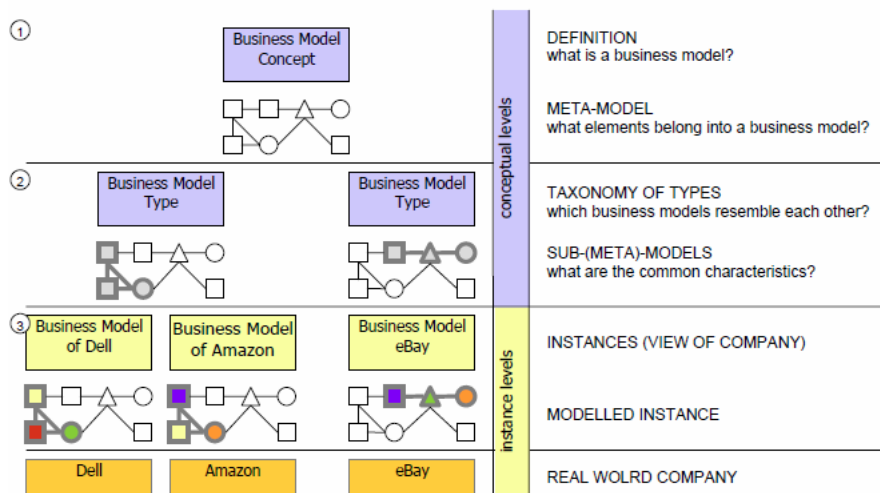 1
Business Model
Concept
DEFINITION
what is a business model?
META-MODEL
what elements belong into a business model?
conceptual levels
2
Business Model
Type
Business Model
Type
TAXONOMY OF TYPES
which business models resemble each other?
SUB-(META)-MODELS
what are the common characteristics?
3
Business Model
of Dell
Business Model
of Amazon
Business Model
eBay
instance levels
INSTANCES (VIEW OF COMPANY)
MODELLED INSTANCE
Dell
Amazon
eBay
REAL WOLRD COMPANY